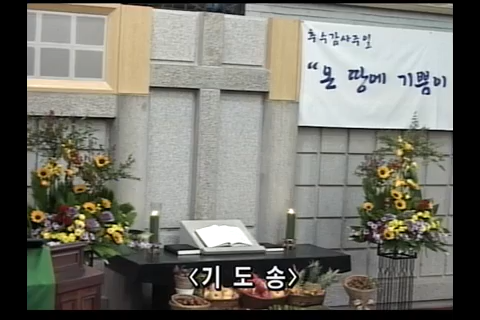 추수감사주일
“온 땅에 기쁨이
<기 도 송>